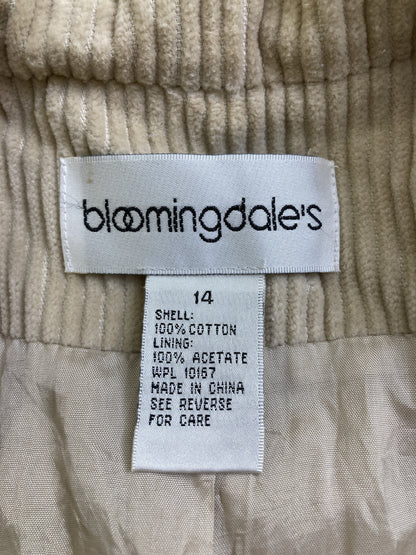 bloomingdale's
14
SHELL:
100% COTTON
LINING:
100% ACETATE
WPL 10167
MADE IN CHINA
SEE REVERSE
FOR CARE